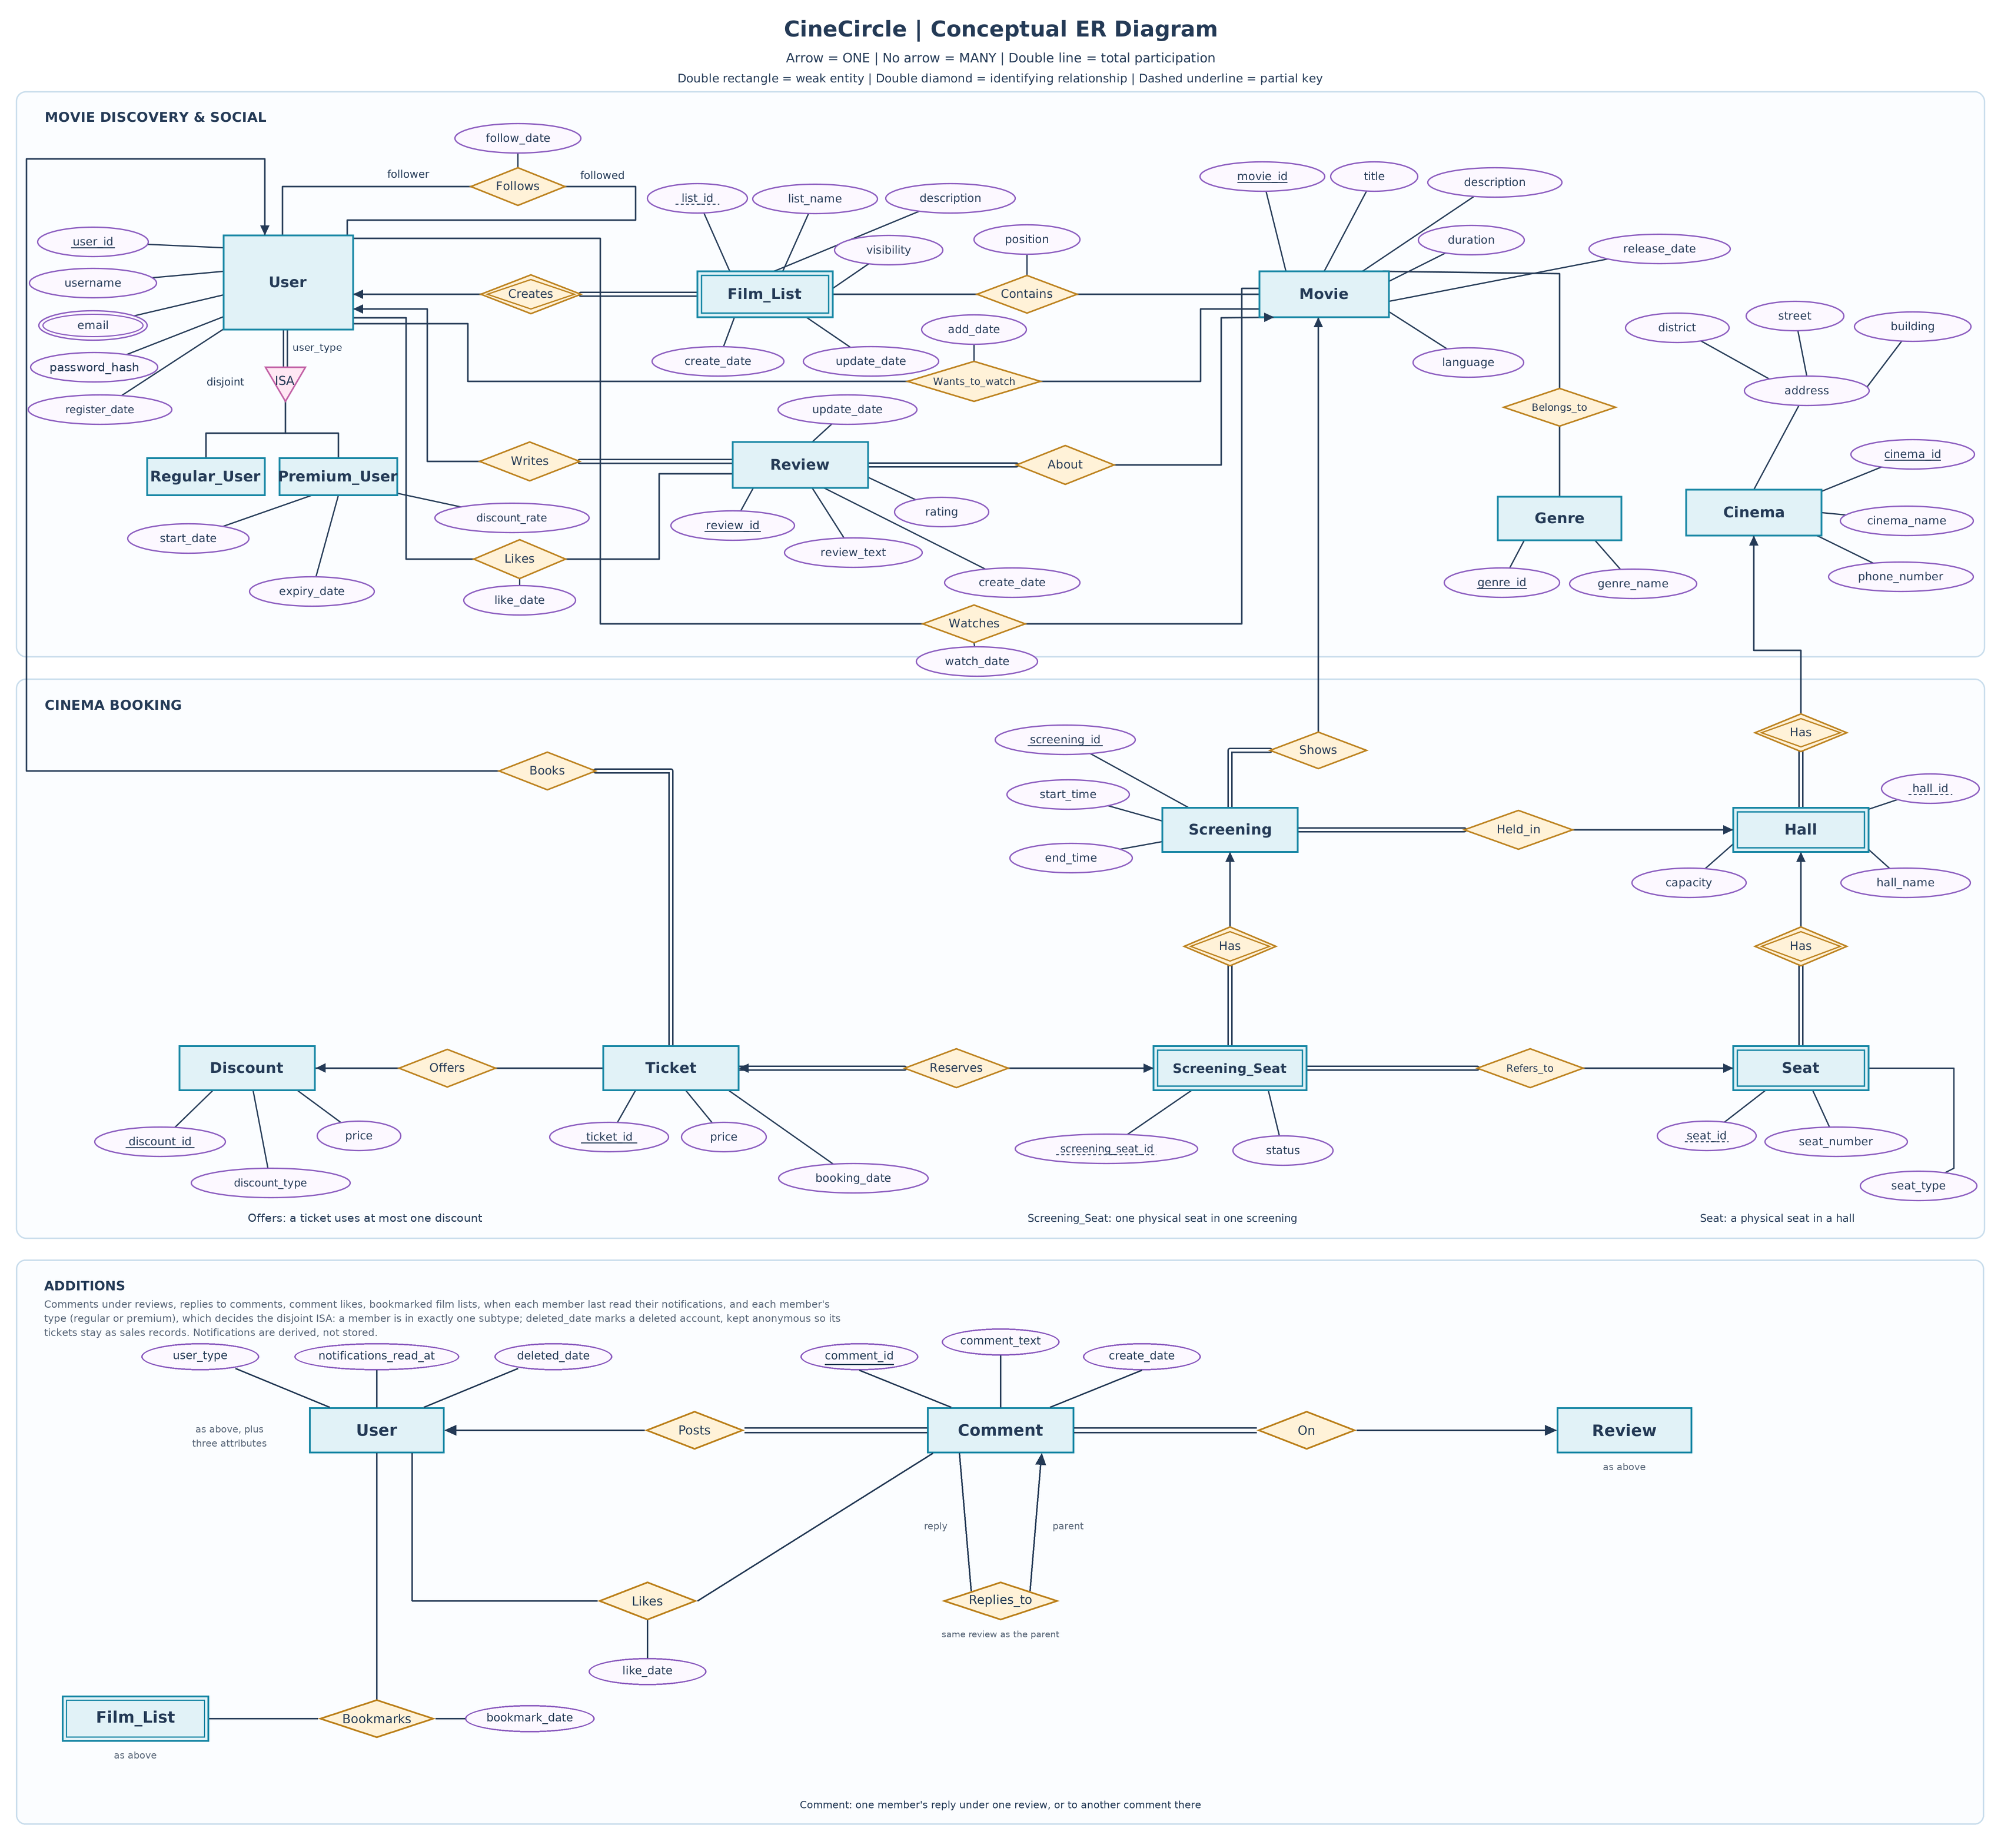 CineCircle | Conceptual ER Diagram
Arrow = ONE | No arrow = MANY | Double line = total participation
Double rectangle = weak entity | Double diamond = identifying relationship | Dashed underline = partial key
MOVIE DISCOVERY & SOCIAL
follow_date
follower
Follows
followed
list_id
list_name
description
visibility
position
movie_id
title
description
duration
release_date
user_id
username
email
password_hash
register_date
User
Creates
Film_List
Contains
Movie
user_type
ISA
disjoint
create_date
update_date
add_date
Wants_to_watch
language
district
street
building
address
Belongs_to
Regular_User
Premium_User
start_date
expiry_date
discount_rate
Writes
update_date
Review
About
review_id
review_text
rating
create_date
Likes
like_date
Watches
watch_date
Genre
genre_id
genre_name
Cinema
cinema_id
cinema_name
phone_number
CINEMA BOOKING
Books
screening_id
start_time
end_time
Screening
Shows
Held_in
Has
Hall
hall_id
capacity
hall_name
Has
Has
Discount
Offers
Ticket
Reserves
Screening_Seat
Refers_to
Seat
discount_id
discount_type
price
ticket_id
price
booking_date
screening_seat_id
status
seat_id
seat_number
seat_type
Offers: a ticket uses at most one discount
Screening_Seat: one physical seat in one screening
Seat: a physical seat in a hall
ADDITIONS
Comments under reviews, replies to comments, comment likes, bookmarked film lists, when each member last read their notifications, and each member's
type (regular or premium), which decides the disjoint ISA: a member is in exactly one subtype; deleted_date marks a deleted account, kept anonymous so its
tickets stay as sales records. Notifications are derived, not stored.
user_type
notifications_read_at
deleted_date
comment_id
comment_text
create_date
as above, plus
three attributes
User
Posts
Comment
On
Review
as above
reply
parent
Likes
Replies_to
same review as the parent
like_date
Film_List
Bookmarks
bookmark_date
as above
Comment: one member's reply under one review, or to another comment there